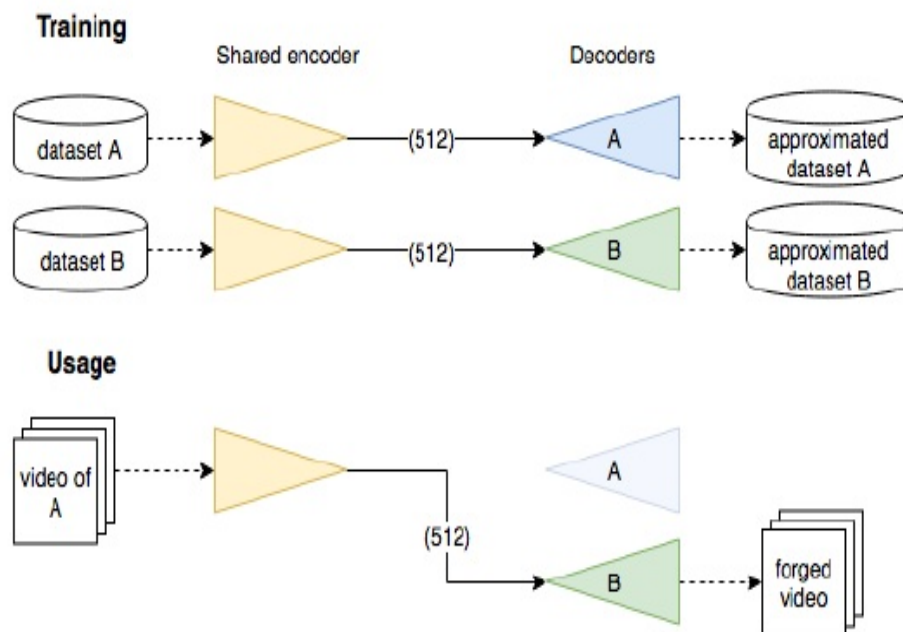 Training
Shared encoder
Decoders
dataset A
(512)
A
approximated
dataset A
dataset B
(512)
B
approximated
dataset B
Usage
video of
A
A
(512)
B
forged
video